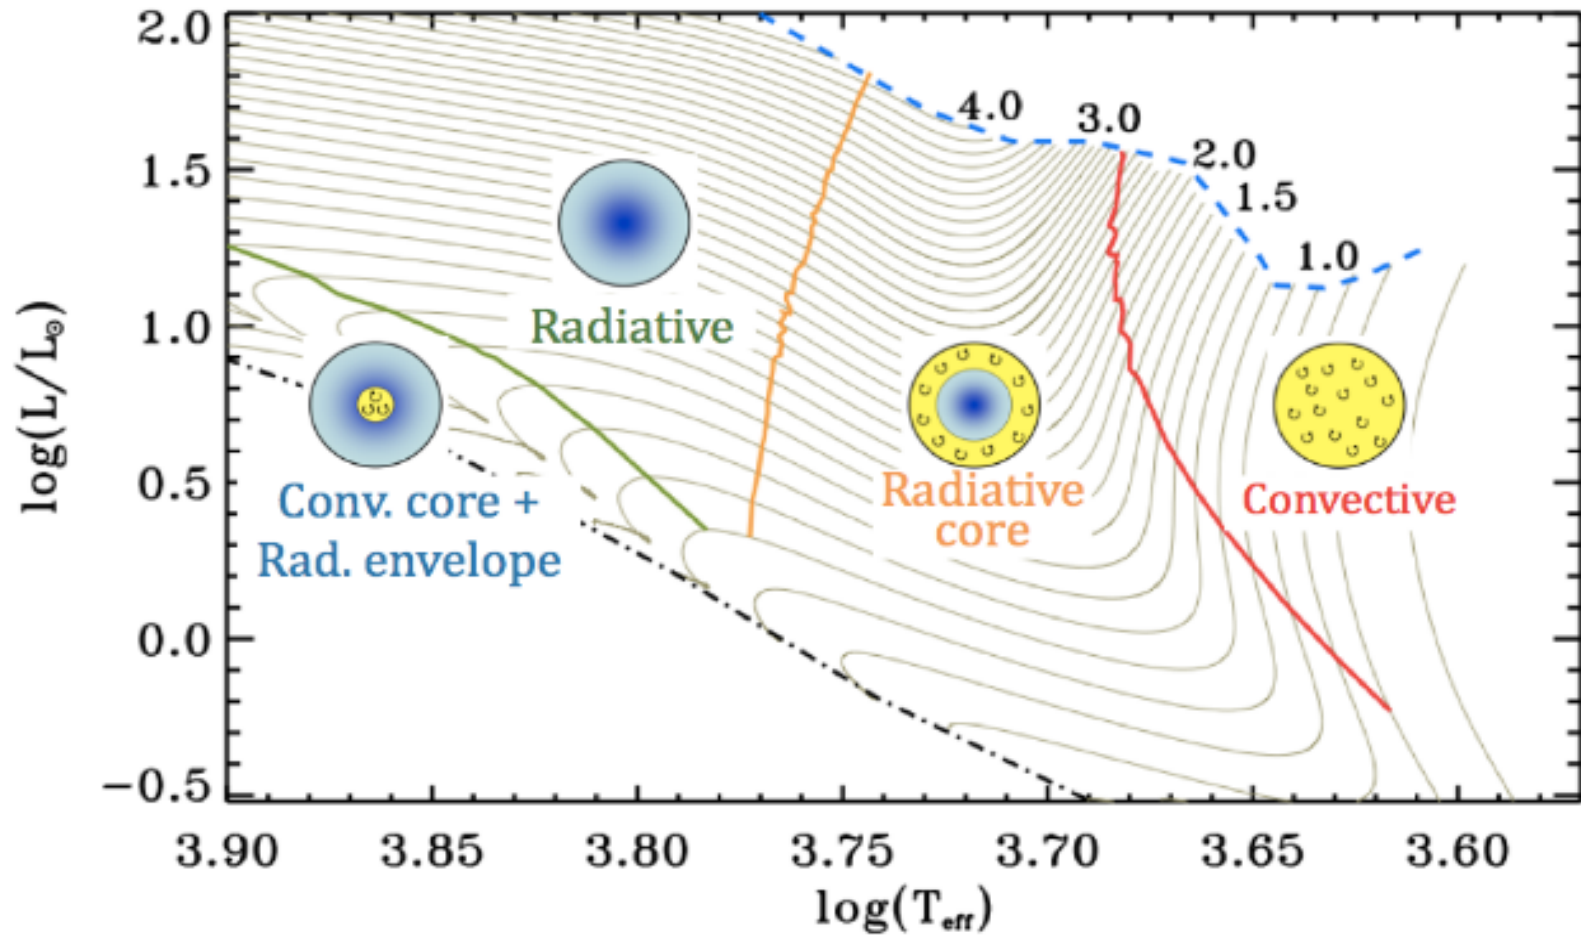 2.0
1.5
1.0
0.5
0.0
−0.5
log(L/L⊙)
4.0
3.0
2.0
1.5
1.0
Radiative
Conv. core +
Rad. envelope
Radiative
core
Convective
3.90 3.85 3.80 3.75 3.70 3.65 3.60
log(Teff)